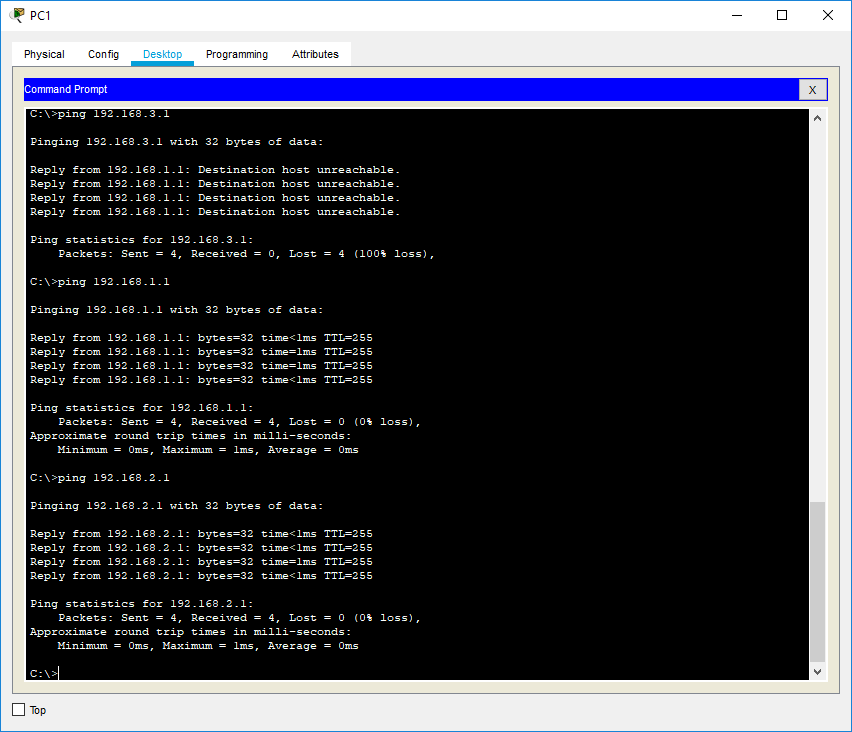 PC1
Physical Config Desktop Programming Attributes
Command Prompt X
C:\>ping 192.168.3.1
Pinging 192.168.3.1 with 32 bytes of data:
Reply from 192.168.1.1: Destination host unreachable.
Reply from 192.168.1.1: Destination host unreachable.
Reply from 192.168.1.1: Destination host unreachable.
Reply from 192.168.1.1: Destination host unreachable.
Ping statistics for 192.168.3.1:
    Packets: Sent = 4, Received = 0, Lost = 4 (100% loss),
C:\>ping 192.168.1.1
Pinging 192.168.1.1 with 32 bytes of data:
Reply from 192.168.1.1: bytes=32 time<1ms TTL=255
Reply from 192.168.1.1: bytes=32 time=1ms TTL=255
Reply from 192.168.1.1: bytes=32 time=1ms TTL=255
Reply from 192.168.1.1: bytes=32 time<1ms TTL=255
Ping statistics for 192.168.1.1:
    Packets: Sent = 4, Received = 4, Lost = 0 (0% loss),
Approximate round trip times in milli-seconds:
    Minimum = 0ms, Maximum = 1ms, Average = 0ms
C:\>ping 192.168.2.1
Pinging 192.168.2.1 with 32 bytes of data:
Reply from 192.168.2.1: bytes=32 time<1ms TTL=255
Reply from 192.168.2.1: bytes=32 time<1ms TTL=255
Reply from 192.168.2.1: bytes=32 time=1ms TTL=255
Reply from 192.168.2.1: bytes=32 time<1ms TTL=255
Ping statistics for 192.168.2.1:
    Packets: Sent = 4, Received = 4, Lost = 0 (0% loss),
Approximate round trip times in milli-seconds:
    Minimum = 0ms, Maximum = 1ms, Average = 0ms
C:\>
Top